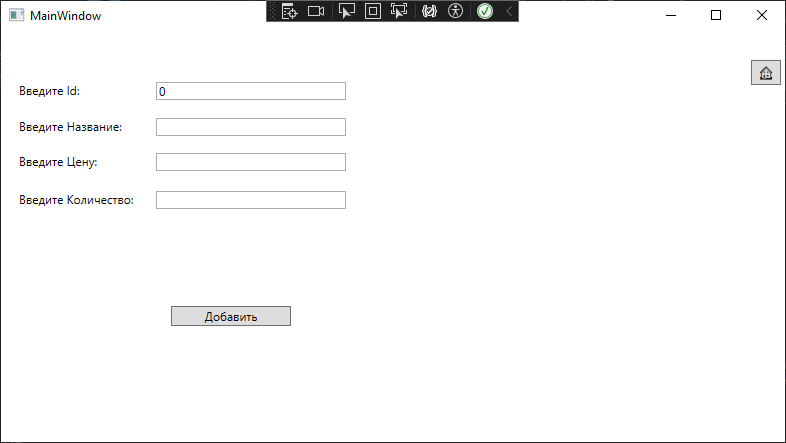 MainWindow
Введите Id:
0
Введите Название:
Введите Цену:
Введите Количество:
Добавить